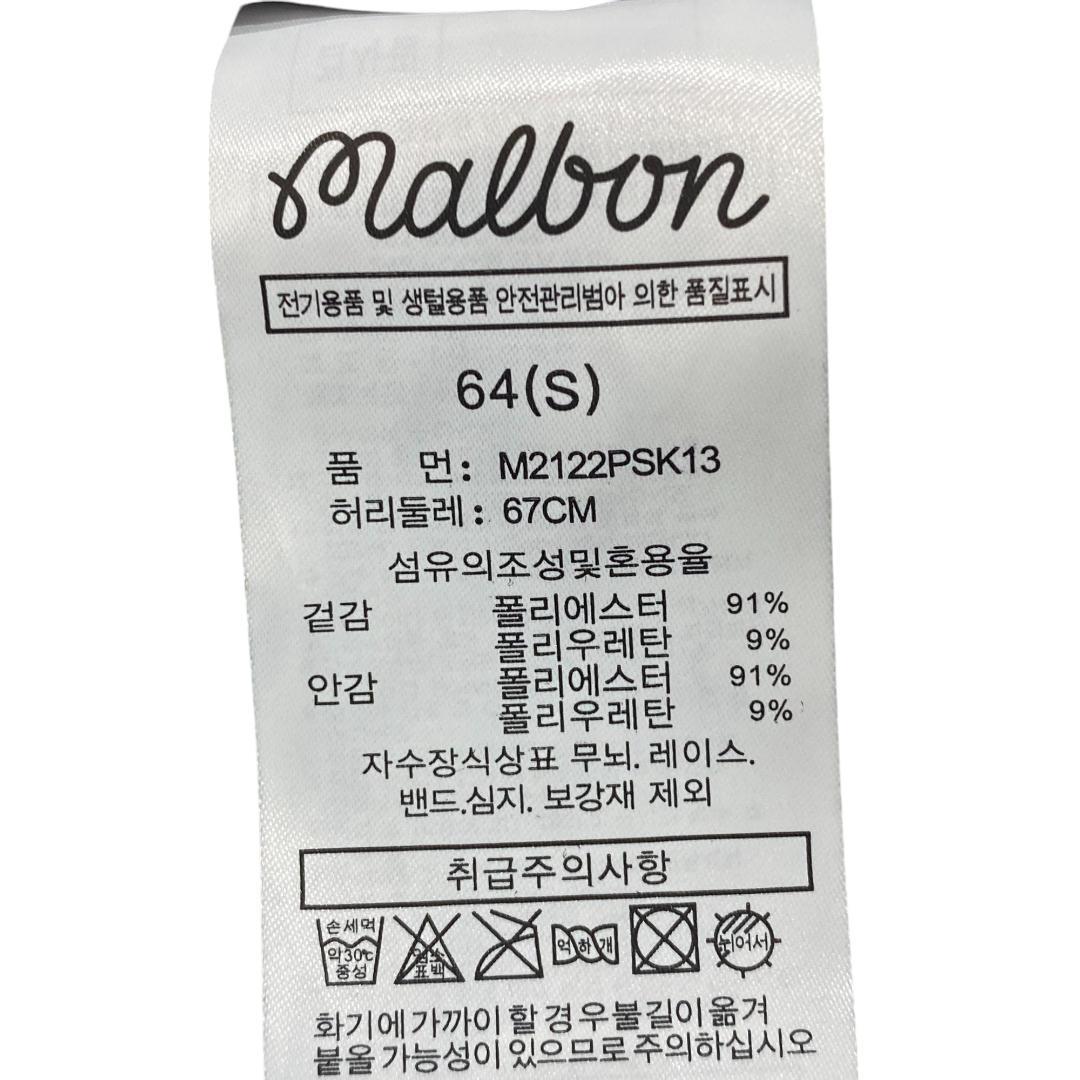 Malbon
전기용품 및 생털용품 안전관리범아 의한 품질표시
64(S)
품 먼: M2122PSK13
허리둘레: 67CM
섬유의조성및혼용율
겉감 폴리에스터 91%
폴리우레탄 9%
안감 폴리에스터 91%
폴리우레탄 9%
자수장식상표 무뇌. 레이스.
밴드.심지. 보강재 제외
취급주의사항
손세먹 약30℃ 중성
표백
억하개
뉘어서
화기에가까이할경우불길이옮겨
붙올가능성이있으므로주의하십시오